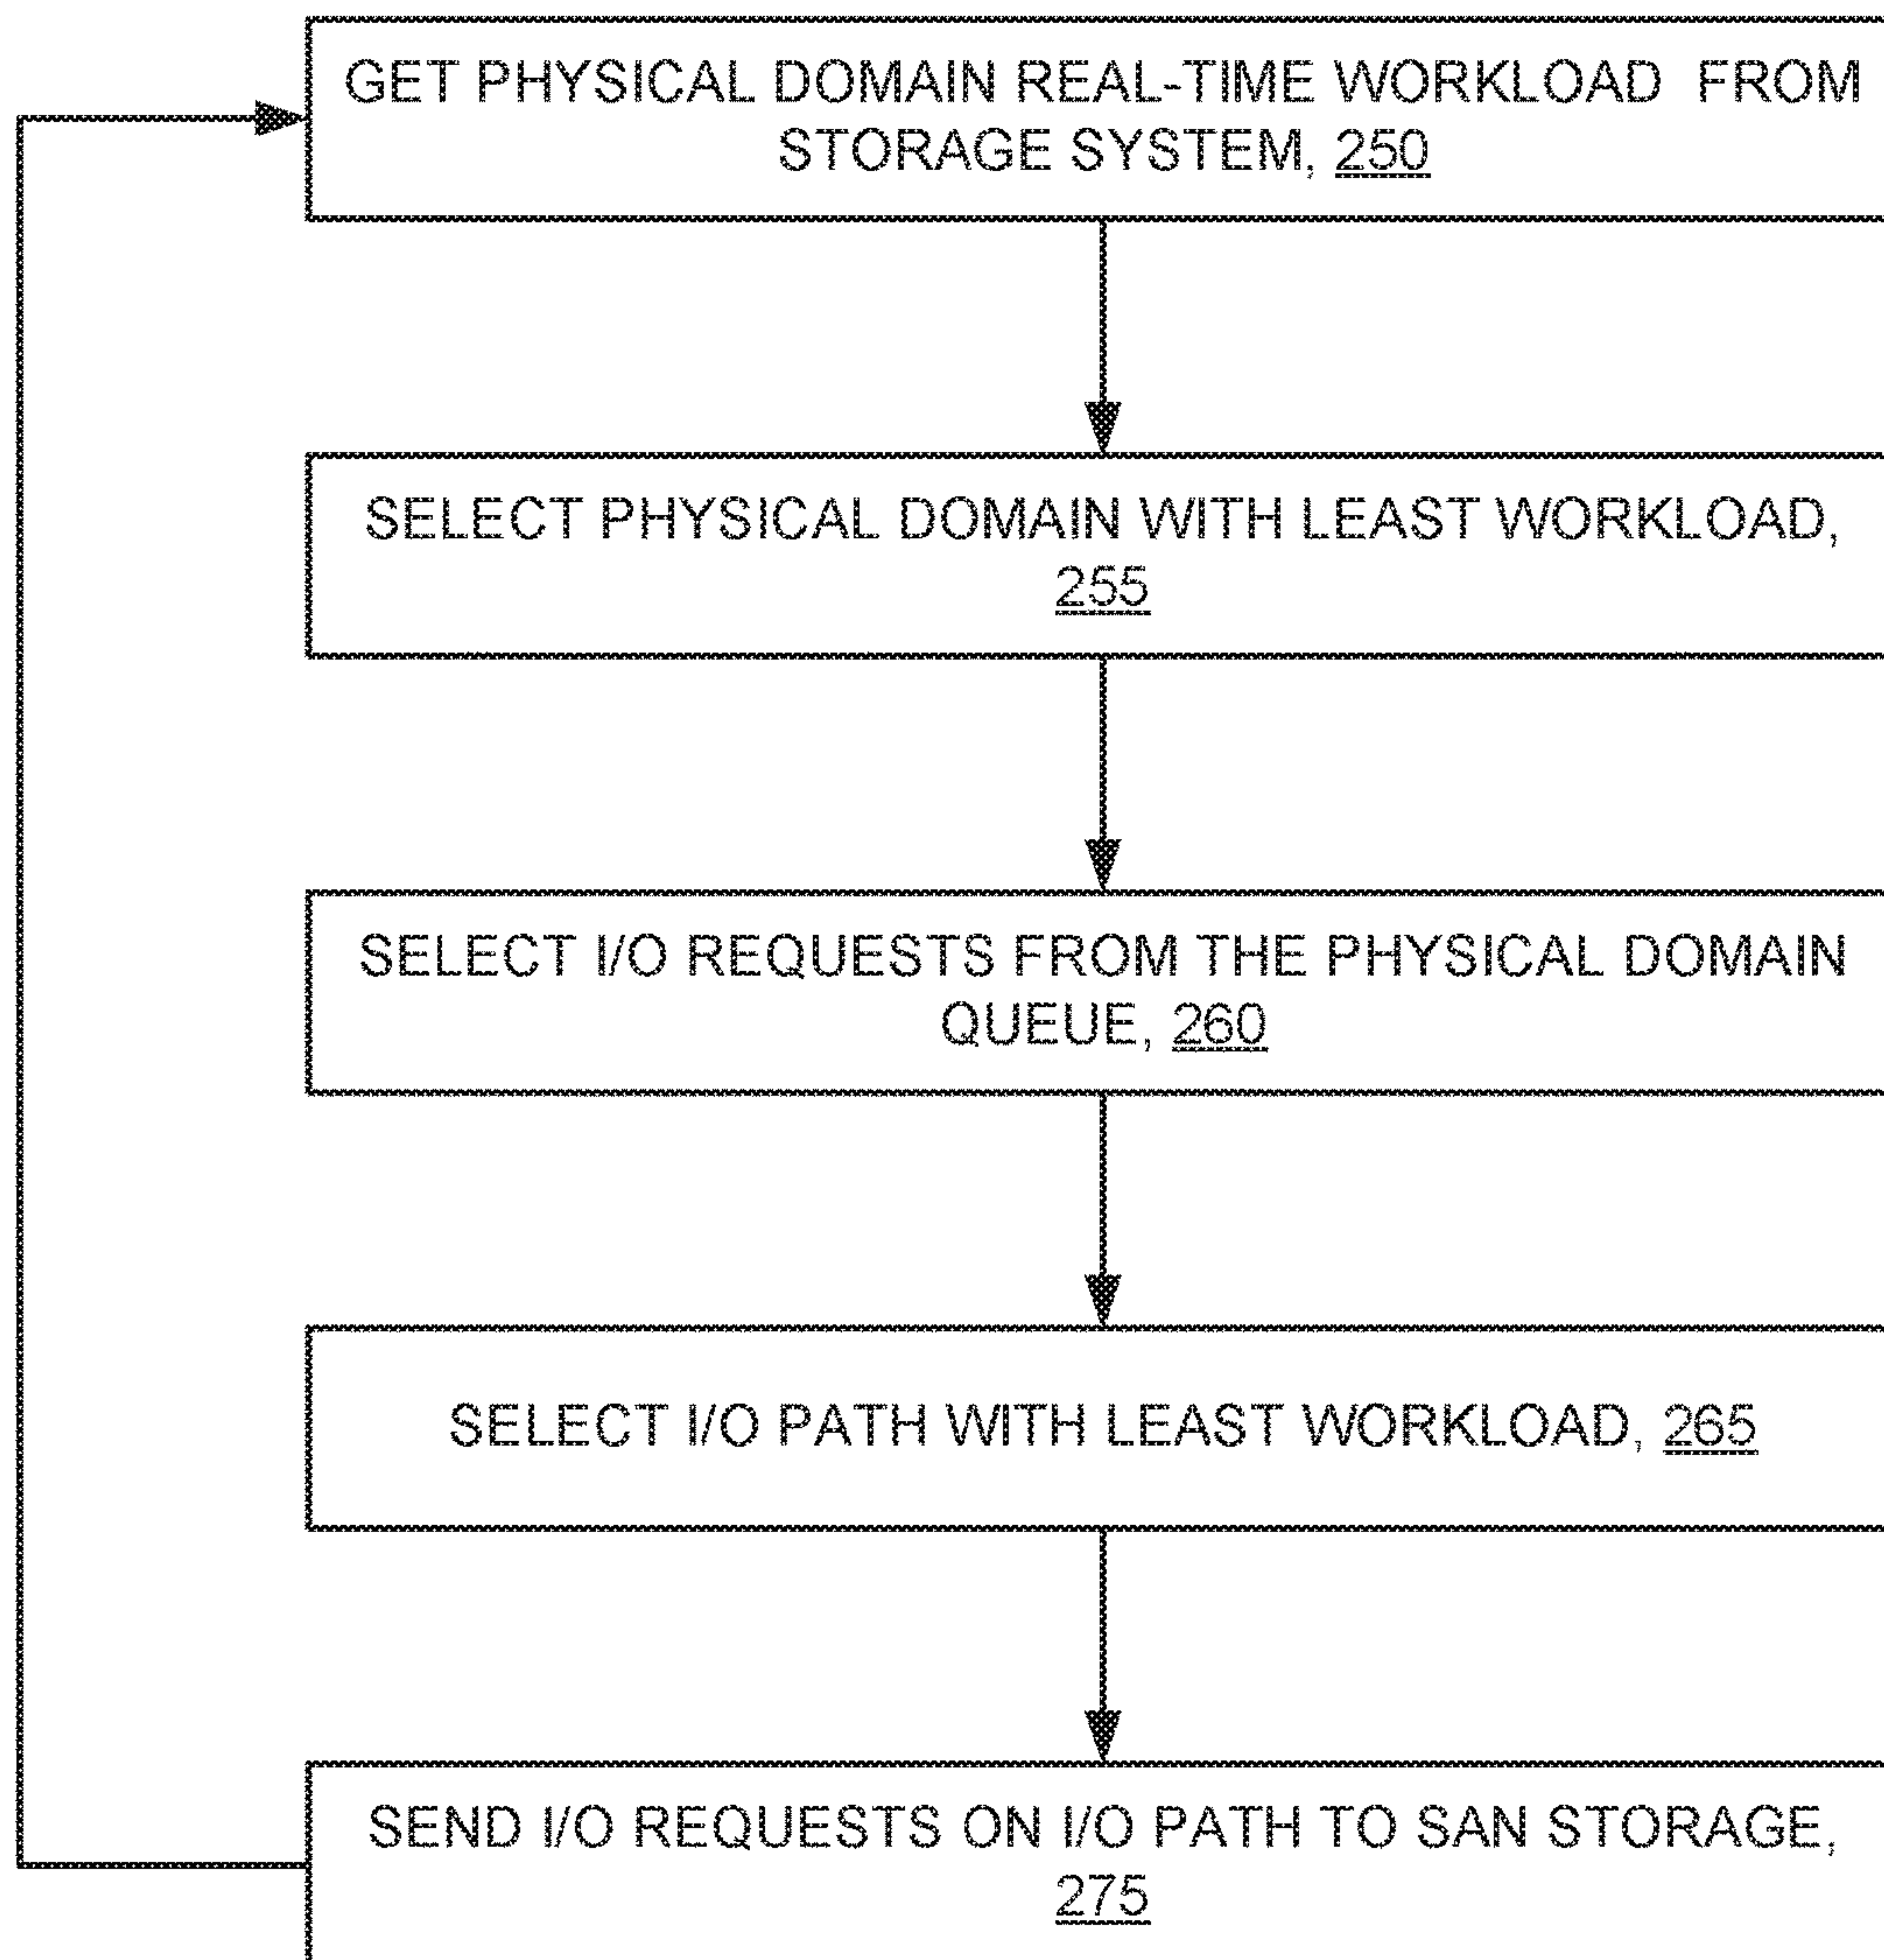 GET PHYSICAL DOMAIN REAL-TIME WORKLOAD FROM
STORAGE SYSTEM, 250
SELECT PHYSICAL DOMAIN WITH LEAST WORKLOAD,
255
SELECT I/O REQUESTS FROM THE PHYSICAL DOMAIN
QUEUE, 260
SELECT I/O PATH WITH LEAST WORKLOAD, 265
SEND I/O REQUESTS ON I/O PATH TO SAN STORAGE,
275